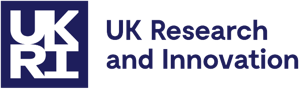 UK
RI
UK Research
and Innovation